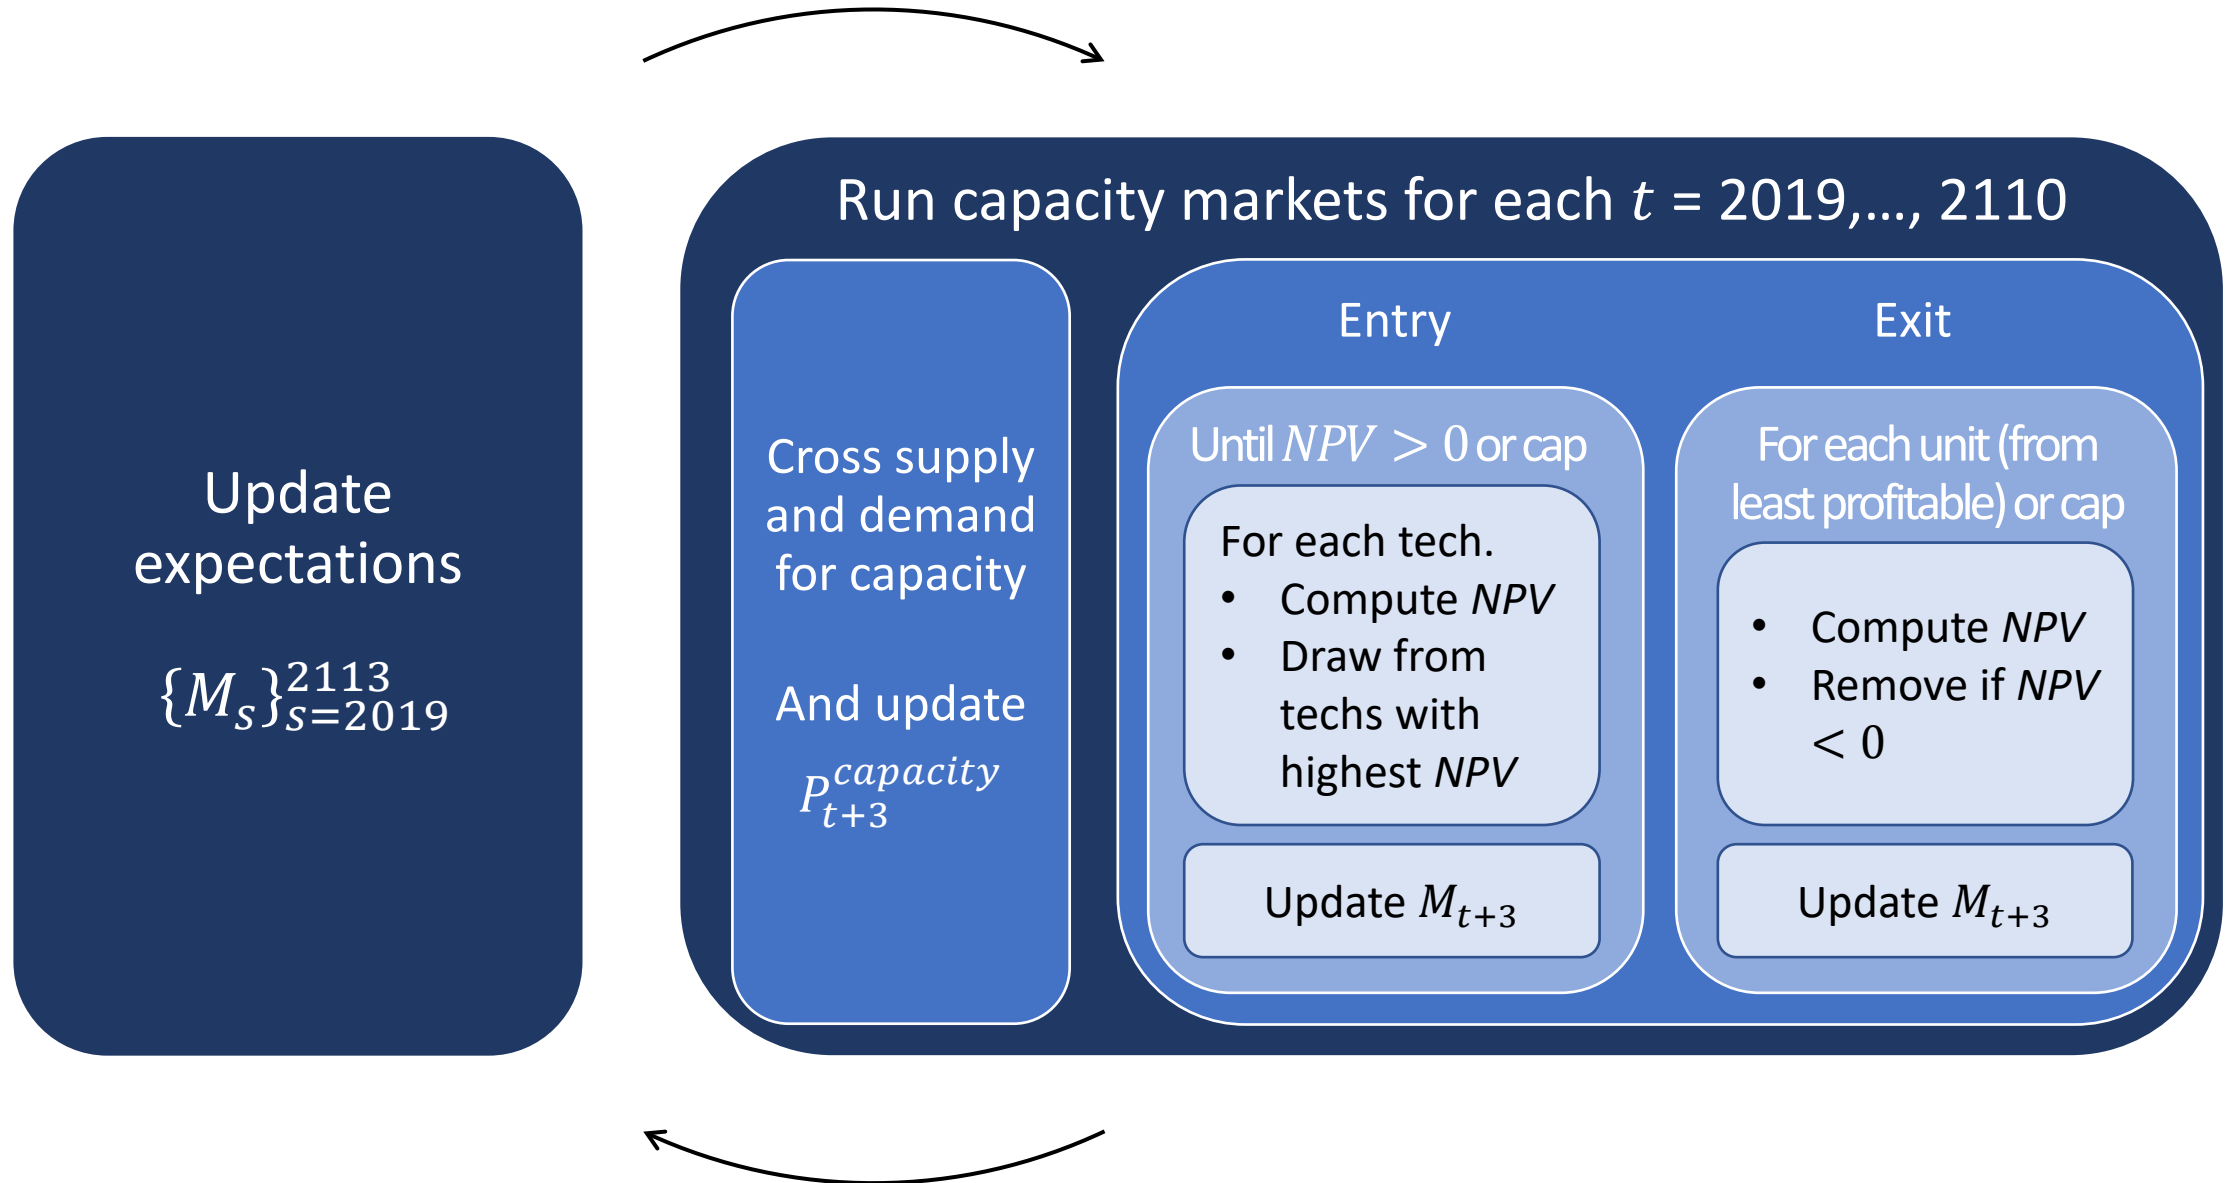 Update
expectations
{M_s}_{s=2019}^{2113}
Run capacity markets for each t = 2019,..., 2110
Cross supply
and demand
for capacity
And update
P_{t+3}^{capacity}
Entry
Until NPV > 0 or cap
For each tech.
• Compute NPV
• Draw from
techs with
highest NPV
Update M_{t+3}
Exit
For each unit (from
least profitable) or cap
• Compute NPV
• Remove if NPV
< 0
Update M_{t+3}